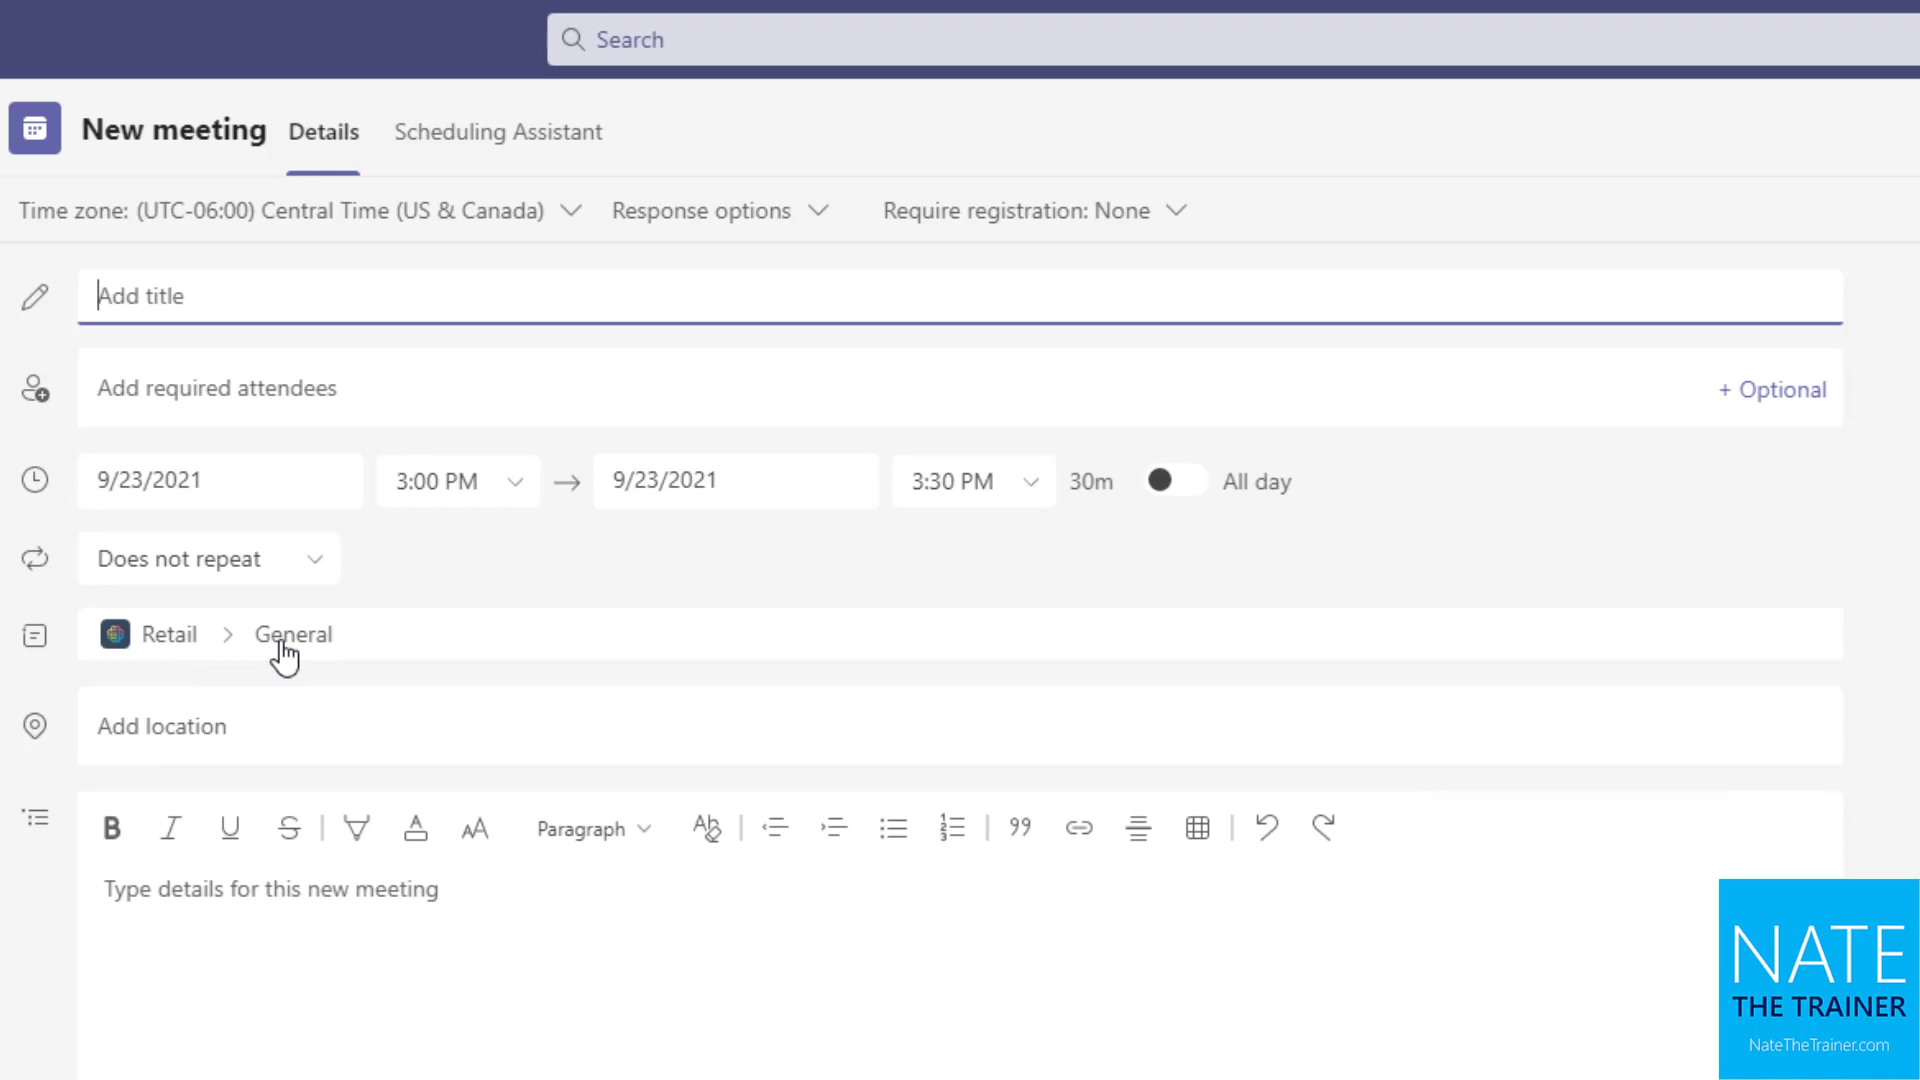 Search
New meeting Details Scheduling Assistant
Time zone: (UTC-06:00) Central Time (US & Canada) Response options Require registration: None
Add title
Add required attendees + Optional
9/23/2021 3:00 PM → 9/23/2021 3:30 PM 30m All day
Does not repeat
Retail > General
Add location
B I U S A AA Paragraph Ab 99
Type details for this new meeting
NATE
THE TRAINER
NateTheTrainer.com